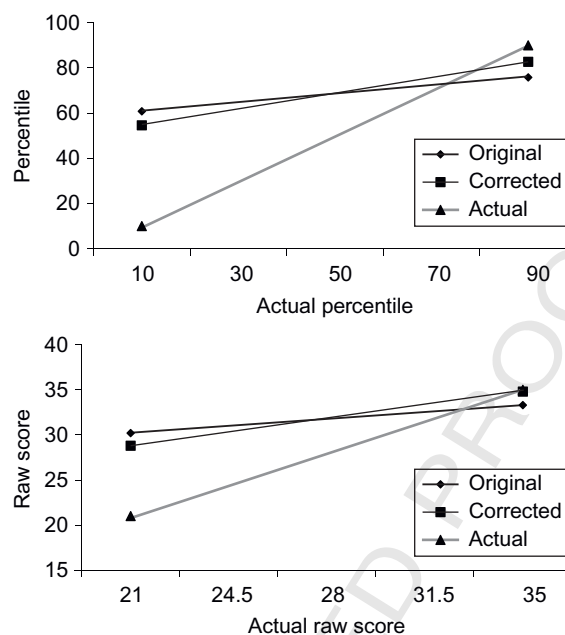 100
80
60
40
20
0
Percentile
Original
Corrected
Actual
10 30 50 70 90
Actual percentile
40
35
30
25
20
15
Raw score
Original
Corrected
Actual
21 24.5 28 31.5 35
Actual raw score